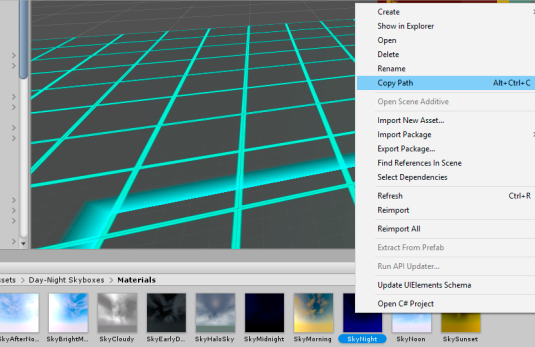 Create
Show in Explorer
Open
Delete
Rename
Copy Path Alt+Ctrl+C
Open Scene Additive
Import New Asset...
Import Package
Export Package...
Find References In Scene
Select Dependencies
Refresh Ctrl+R
Reimport
Reimport All
Extract From Prefab
Run API Updater...
Update UIElements Schema
Open C# Project
ssets > Day-Night Skyboxes > Materials
SkyAfterNo... SkyBrightM... SkyCloudy SkyEarlyD... SkyHaloSky SkyMidnight SkyMorning SkyNight SkyNoon SkySunset